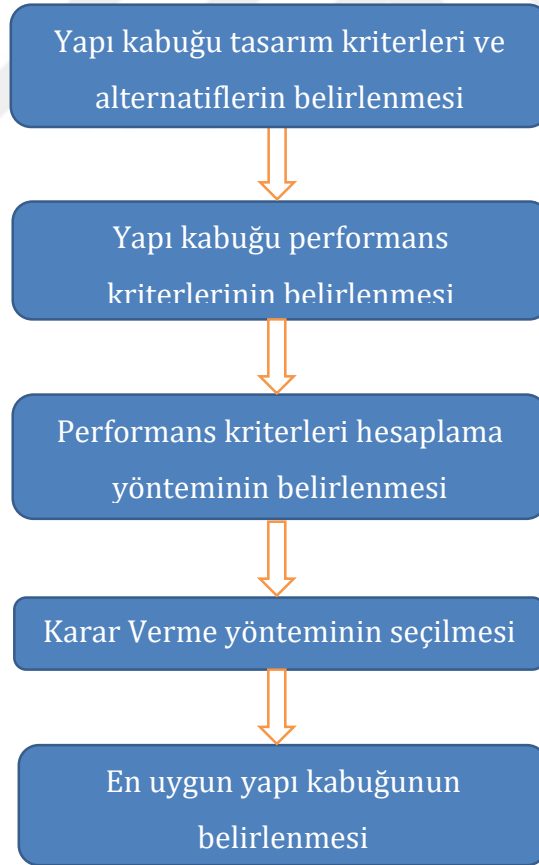 Yapı kabuğu tasarım kriterleri ve
alternatiflerin belirlenmesi
Yapı kabuğu performans
kriterlerinin belirlenmesi
Performans kriterleri hesaplama
yönteminin belirlenmesi
Karar Verme yönteminin seçilmesi
En uygun yapı kabuğunun
belirlenmesi